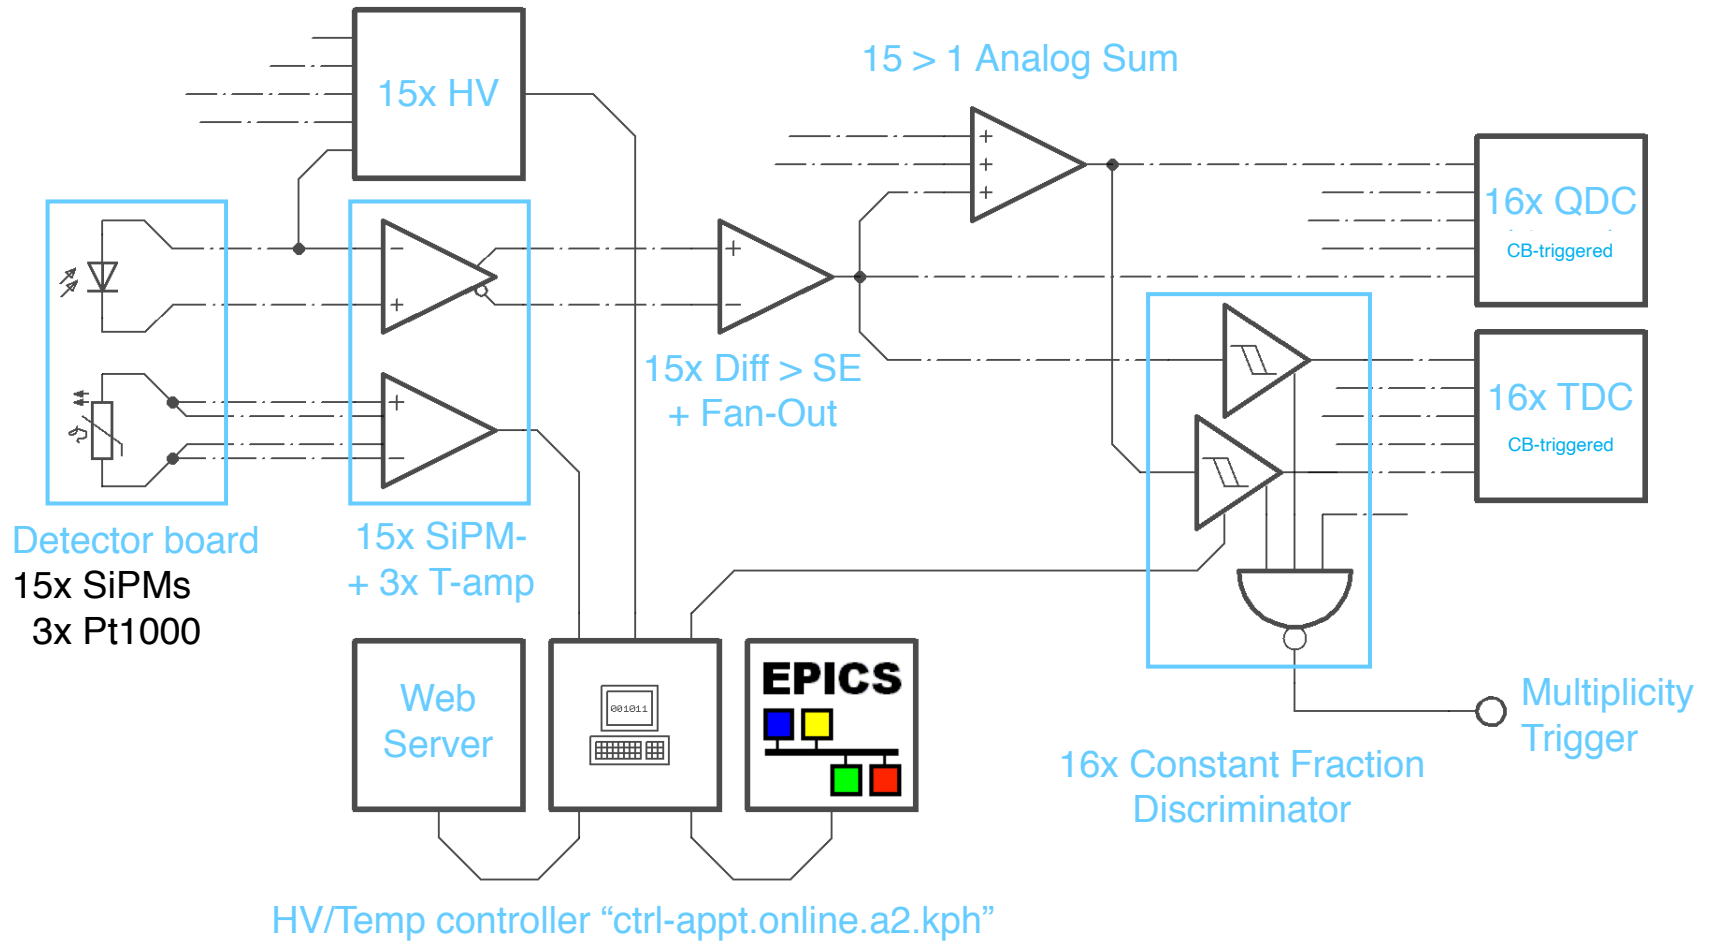 15x HV
15 > 1 Analog Sum
16x QDC
CB-triggered
15x Diff > SE
+ Fan-Out
16x TDC
CB-triggered
Detector board
15x SiPMs
3x Pt1000
15x SiPM-
+ 3x T-amp
Web
Server
001011
EPICS
Multiplicity
Trigger
16x Constant Fraction
Discriminator
HV/Temp controller “ctrl-appt.online.a2.kph”